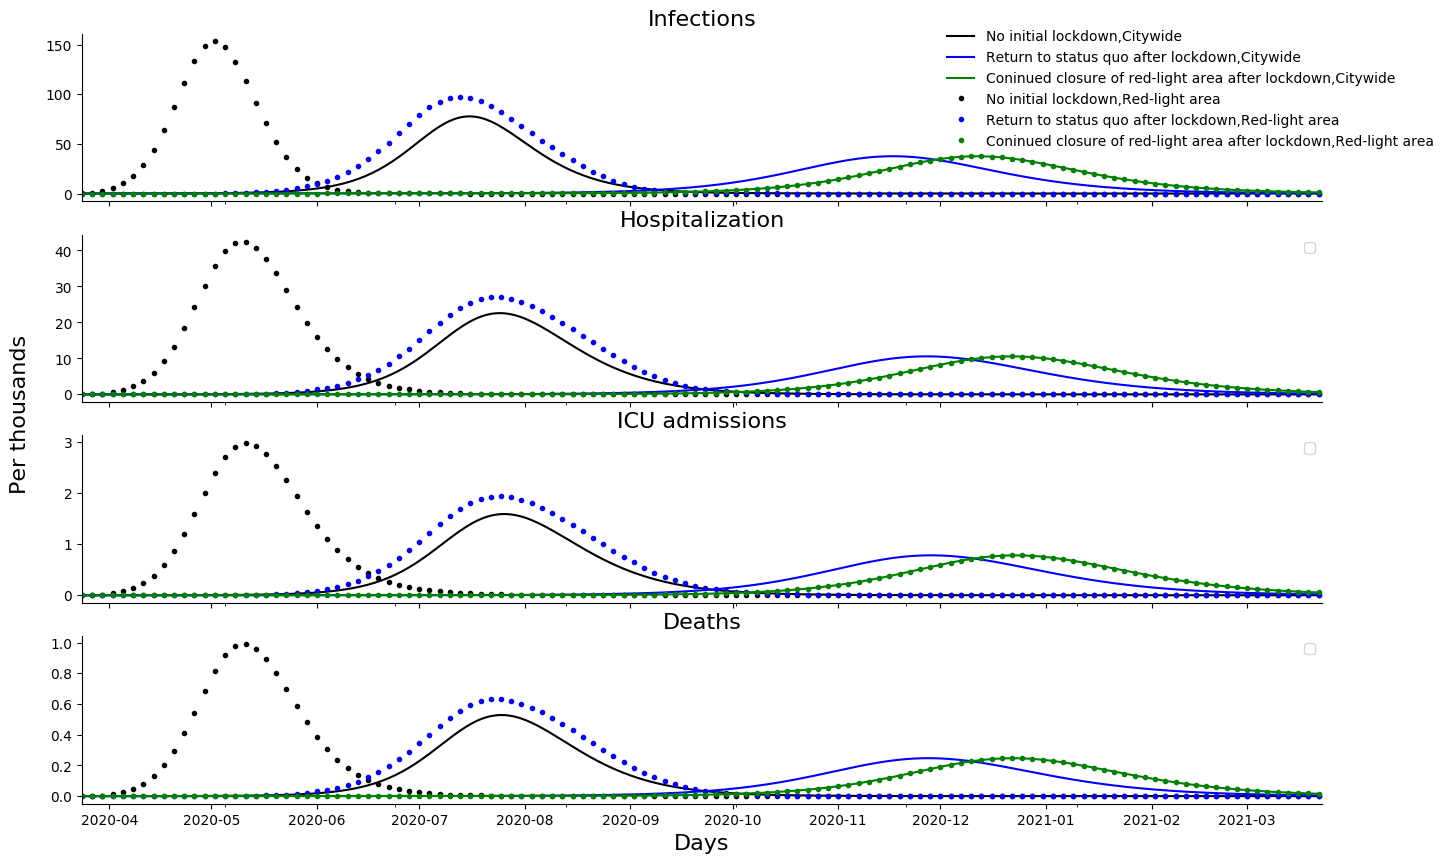 Infections
150
100
50
0
No initial lockdown,Citywide
Return to status quo after lockdown,Citywide
Coninued closure of red-light area after lockdown,Citywide
No initial lockdown,Red-light area
Return to status quo after lockdown,Red-light area
Coninued closure of red-light area after lockdown,Red-light area
Hospitalization
40
30
20
10
0
Per thousands
ICU admissions
3
2
1
0
Deaths
1.0
0.8
0.6
0.4
0.2
0.0
2020-04 2020-05 2020-06 2020-07 2020-08 2020-09 2020-10 2020-11 2020-12 2021-01 2021-02 2021-03
Days